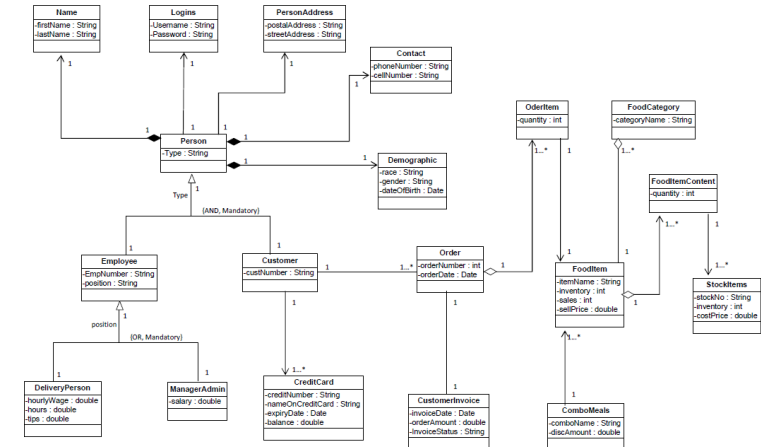 Name
-firstName : String
-lastName : String
Logins
-Username : String
-Password : String
PersonAddress
-postalAddress : String
-streetAddress : String
Contact
-phoneNumber : String
-cellNumber : String
1
1
1
1
OderItem
-quantity : int
FoodCategory
-categoryName : String
1
1
1
1
Person
-Type : String
1
Demographic
-race : String
-gender : String
-dateOfBirth : Date
1
1...*
1
1...*
FoodItemContent
-quantity : int
Type
1
(AND, Mandatory)
1
1
1...*
1
Employee
-EmpNumber : String
-position : String
Customer
-custNumber : String
1
1...*
Order
-orderNumber : int
-orderDate : Date
1
1
1
FoodItem
-itemName : String
-inventory : int
-sales : int
-sellPrice : double
1
1...*
StockItems
-stockNo : String
-inventory : int
-costPrice : double
1
position
(OR, Mandatory)
1
1
1
1
1...*
1
1...*
DeliveryPerson
-hourlyWage : double
-hours : double
-tips : double
ManagerAdmin
-salary : double
CreditCard
-creditNumber : String
-nameOnCreditCard : String
-expiryDate : Date
-balance : double
CustomerInvoice
-invoiceDate : Date
-orderAmount : double
-InvoiceStatus : String
1
ComboMeals
-comboName : String
-discAmount : double